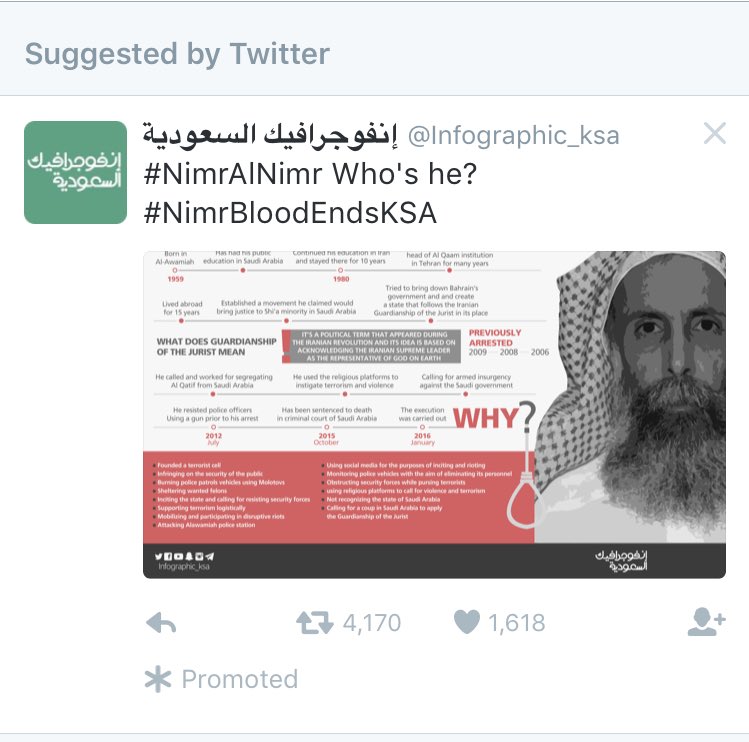 Suggested by Twitter
إنفوجرافيك السعودية @Infographic_ksa
#NimrAlNimr Who's he?
#NimrBloodEndsKSA
إنفوجرافيك
السعودية
Born in
Al-Awamiah
1959
Has had his public
education in Saudi Arabia
Continued his education in Iran
and stayed there for 10 years
1980
head of Al Qaam institution
in Tehran for many years
Lived abroad
for 15 years
Established a movement he claimed would
bring justice to Shi'a minority in Saudi Arabia
Tried to bring down Bahrain's
government and and create
a state that follows the Iranian
Guardianship of the Jurist in its place
WHAT DOES GUARDIANSHIP
OF THE JURIST MEAN
!
IT'S A POLITICAL TERM THAT APPEARED DURING
THE IRANIAN REVOLUTION AND ITS IDEA IS BASED ON
ACKNOWLEDGING THE IRANIAN SUPREME LEADER
AS THE REPRESENTATIVE OF GOD ON EARTH
PREVIOUSLY
ARRESTED
2009 2008 2006
He called and worked for segregating
Al Qatif from Saudi Arabia
He used the religious platforms to
instigate terrorism and violence
Calling for armed insurgency
against the Saudi government
He resisted police officers
Using a gun prior to his arrest
2012
July
Has been sentenced to death
in criminal court of Saudi Arabia
2015
October
The execution
was carried out
2016
January
WHY?
• Founded a terrorist cell
• Infringing on the security of the public
• Burning police patrols vehicles using Molotovs
• Sheltering wanted felons
• Inciting the state and calling for resisting security forces
• Supporting terrorism logistically
• Mobilizing and participating in disruptive riots
• Attacking Alawamiah police station
• Using social media for the purposes of inciting and rioting
• Monitoring police vehicles with the aim of eliminating its personnel
• Obstructing security forces while pursing terrorists
• using religious platforms to call for violence and terrorism
• Not recognizing the state of Saudi Arabia
• Calling for a coup in Saudi Arabia to apply
the Guardianship of the Jurist
Infographic_ksa
إنفوجرافيك
السعودية
4,170
1,618
Promoted